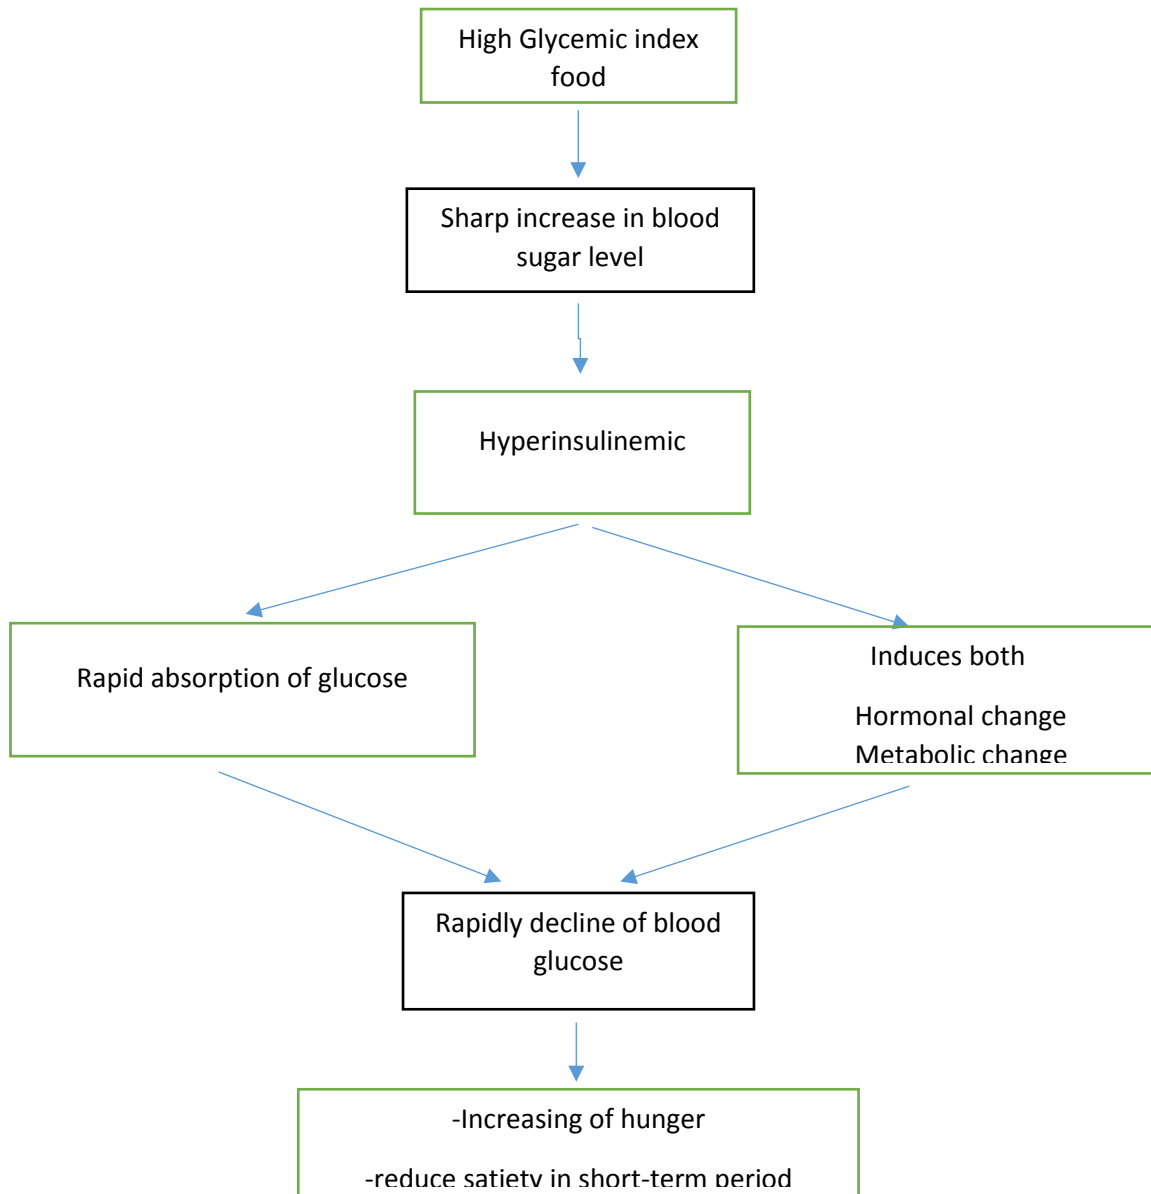 High Glycemic index
food
Sharp increase in blood
sugar level
Hyperinsulinemic
Rapid absorption of glucose
Induces both
Hormonal change
Metabolic change
Rapidly decline of blood
glucose
-Increasing of hunger
-reduce satiety in short-term period